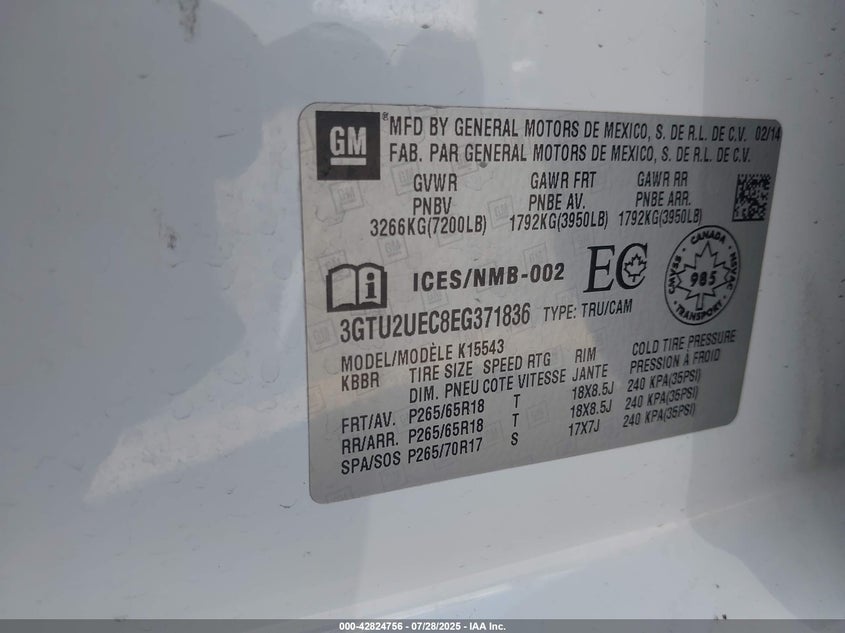 GM
® MFD BY GENERAL MOTORS DE MEXICO, S. DE R.L. DE C.V. 02/14
FAB. PAR GENERAL MOTORS DE MEXICO, S. DE R.L. DE C.V.
GVWR GAWR FRT GAWR RR
PNBV PNBE AV. PNBE ARR.
3266KG(7200LB) 1792KG(3950LB) 1792KG(3950LB)
i ICES/NMB-002 EC
CANADA
CMVSS 985 NSVAC
TRANSPORT
3GTU2UEC8EG371836 TYPE: TRU/CAM
MODEL/MODÈLE K15543 COLD TIRE PRESSURE
KBBR TIRE SIZE SPEED RTG RIM PRESSION À FROID
DIM. PNEU COTE VITESSE JANTE
FRT/AV. P265/65R18 T 18X8.5J 240 KPA(35PSI)
RR/ARR. P265/65R18 T 18X8.5J 240 KPA(35PSI)
SPA/SOS P265/70R17 S 17X7J 240 KPA(35PSI)
000-42824756 / 07/28/2025 - IAA Inc.